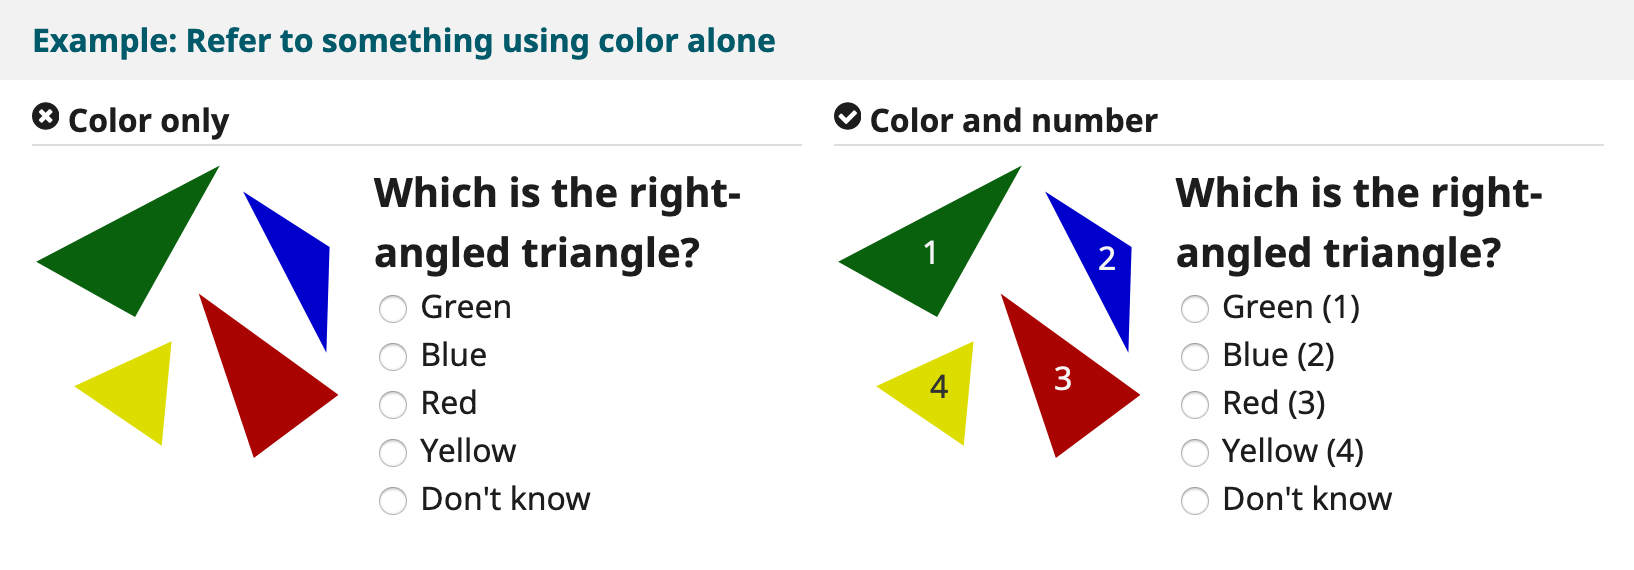 Example: Refer to something using color alone
Color only
Which is the right-
angled triangle?
Green
Blue
Red
Yellow
Don't know
Color and number
1
2
3
4
Which is the right-
angled triangle?
Green (1)
Blue (2)
Red (3)
Yellow (4)
Don't know